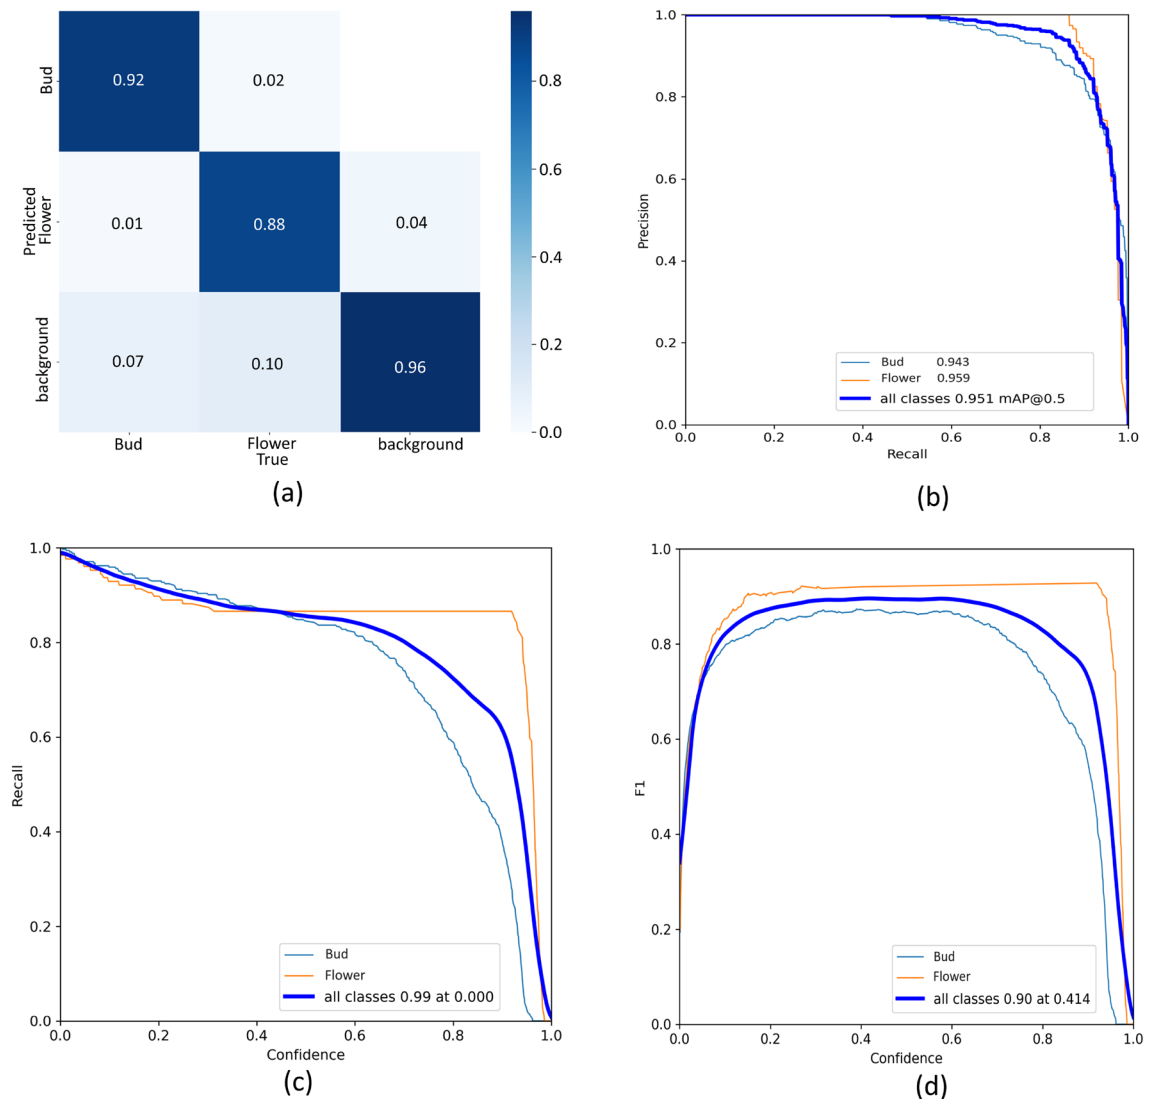 Bud
0.92
0.02
Predicted
Flower
0.01
0.88
0.04
background
0.07
0.10
0.96
Bud
Flower
background
True
0.8
0.6
0.4
0.2
0.0
(a)
1.0
0.8
0.6
0.4
0.2
0.0
Precision
Bud 0.943
Flower 0.959
all classes 0.951 mAP@0.5
0.0 0.2 0.4 0.6 0.8 1.0
Recall
(b)
1.0
0.8
0.6
0.4
0.2
0.0
Recall
Bud
Flower
all classes 0.99 at 0.000
0.0 0.2 0.4 0.6 0.8 1.0
Confidence
(c)
1.0
0.8
0.6
0.4
0.2
0.0
F1
Bud
Flower
all classes 0.90 at 0.414
0.0 0.2 0.4 0.6 0.8 1.0
Confidence
(d)